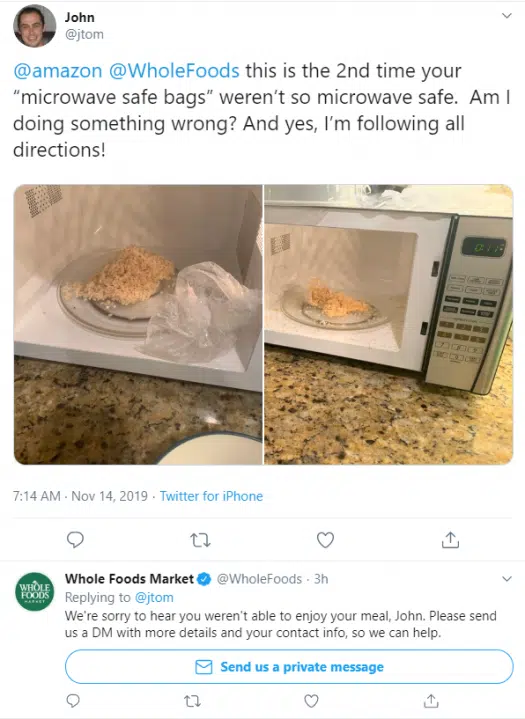 John
@jtom
@amazon @WholeFoods this is the 2nd time your
“microwave safe bags” weren’t so microwave safe.  Am I
doing something wrong? And yes, I’m following all
directions!
7:14 AM · Nov 14, 2019 · Twitter for iPhone
WHOLE
FOODS
MARKET
Whole Foods Market @WholeFoods · 3h
Replying to @jtom
We're sorry to hear you weren't able to enjoy your meal, John. Please send
us a DM with more details and your contact info, so we can help.
Send us a private message